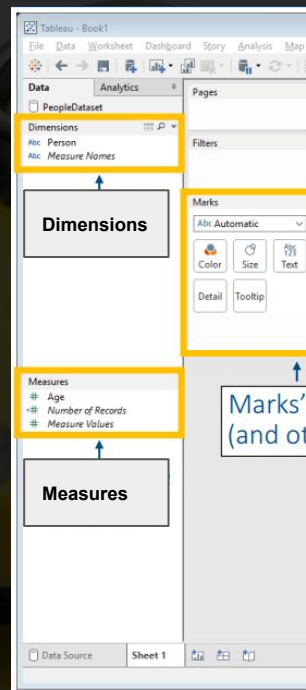 Tableau - Book1
File Data Worksheet Dashboard Story Analysis Map
Data Analytics
PeopleDataset
Dimensions
Abc Person
Abc Measure Names
Dimensions
Measures
# Age
=# Number of Records
# Measure Values
Measures
Pages
Filters
Marks
Abc Automatic
Color Size Text
Detail Tooltip
Marks'
(and ot
Data Source Sheet 1